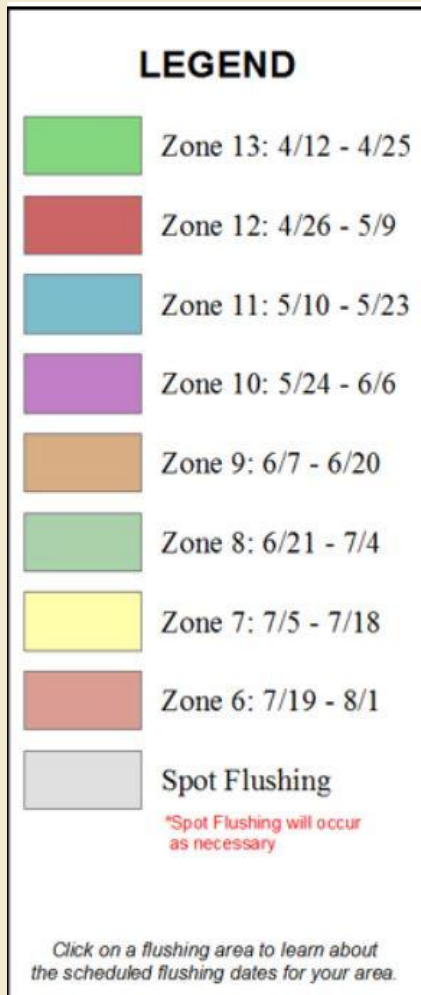 LEGEND
Zone 13: 4/12 - 4/25
Zone 12: 4/26 - 5/9
Zone 11: 5/10 - 5/23
Zone 10: 5/24 - 6/6
Zone 9: 6/7 - 6/20
Zone 8: 6/21 - 7/4
Zone 7: 7/5 - 7/18
Zone 6: 7/19 - 8/1
Spot Flushing
*Spot Flushing will occur
as necessary
Click on a flushing area to learn about
the scheduled flushing dates for your area.